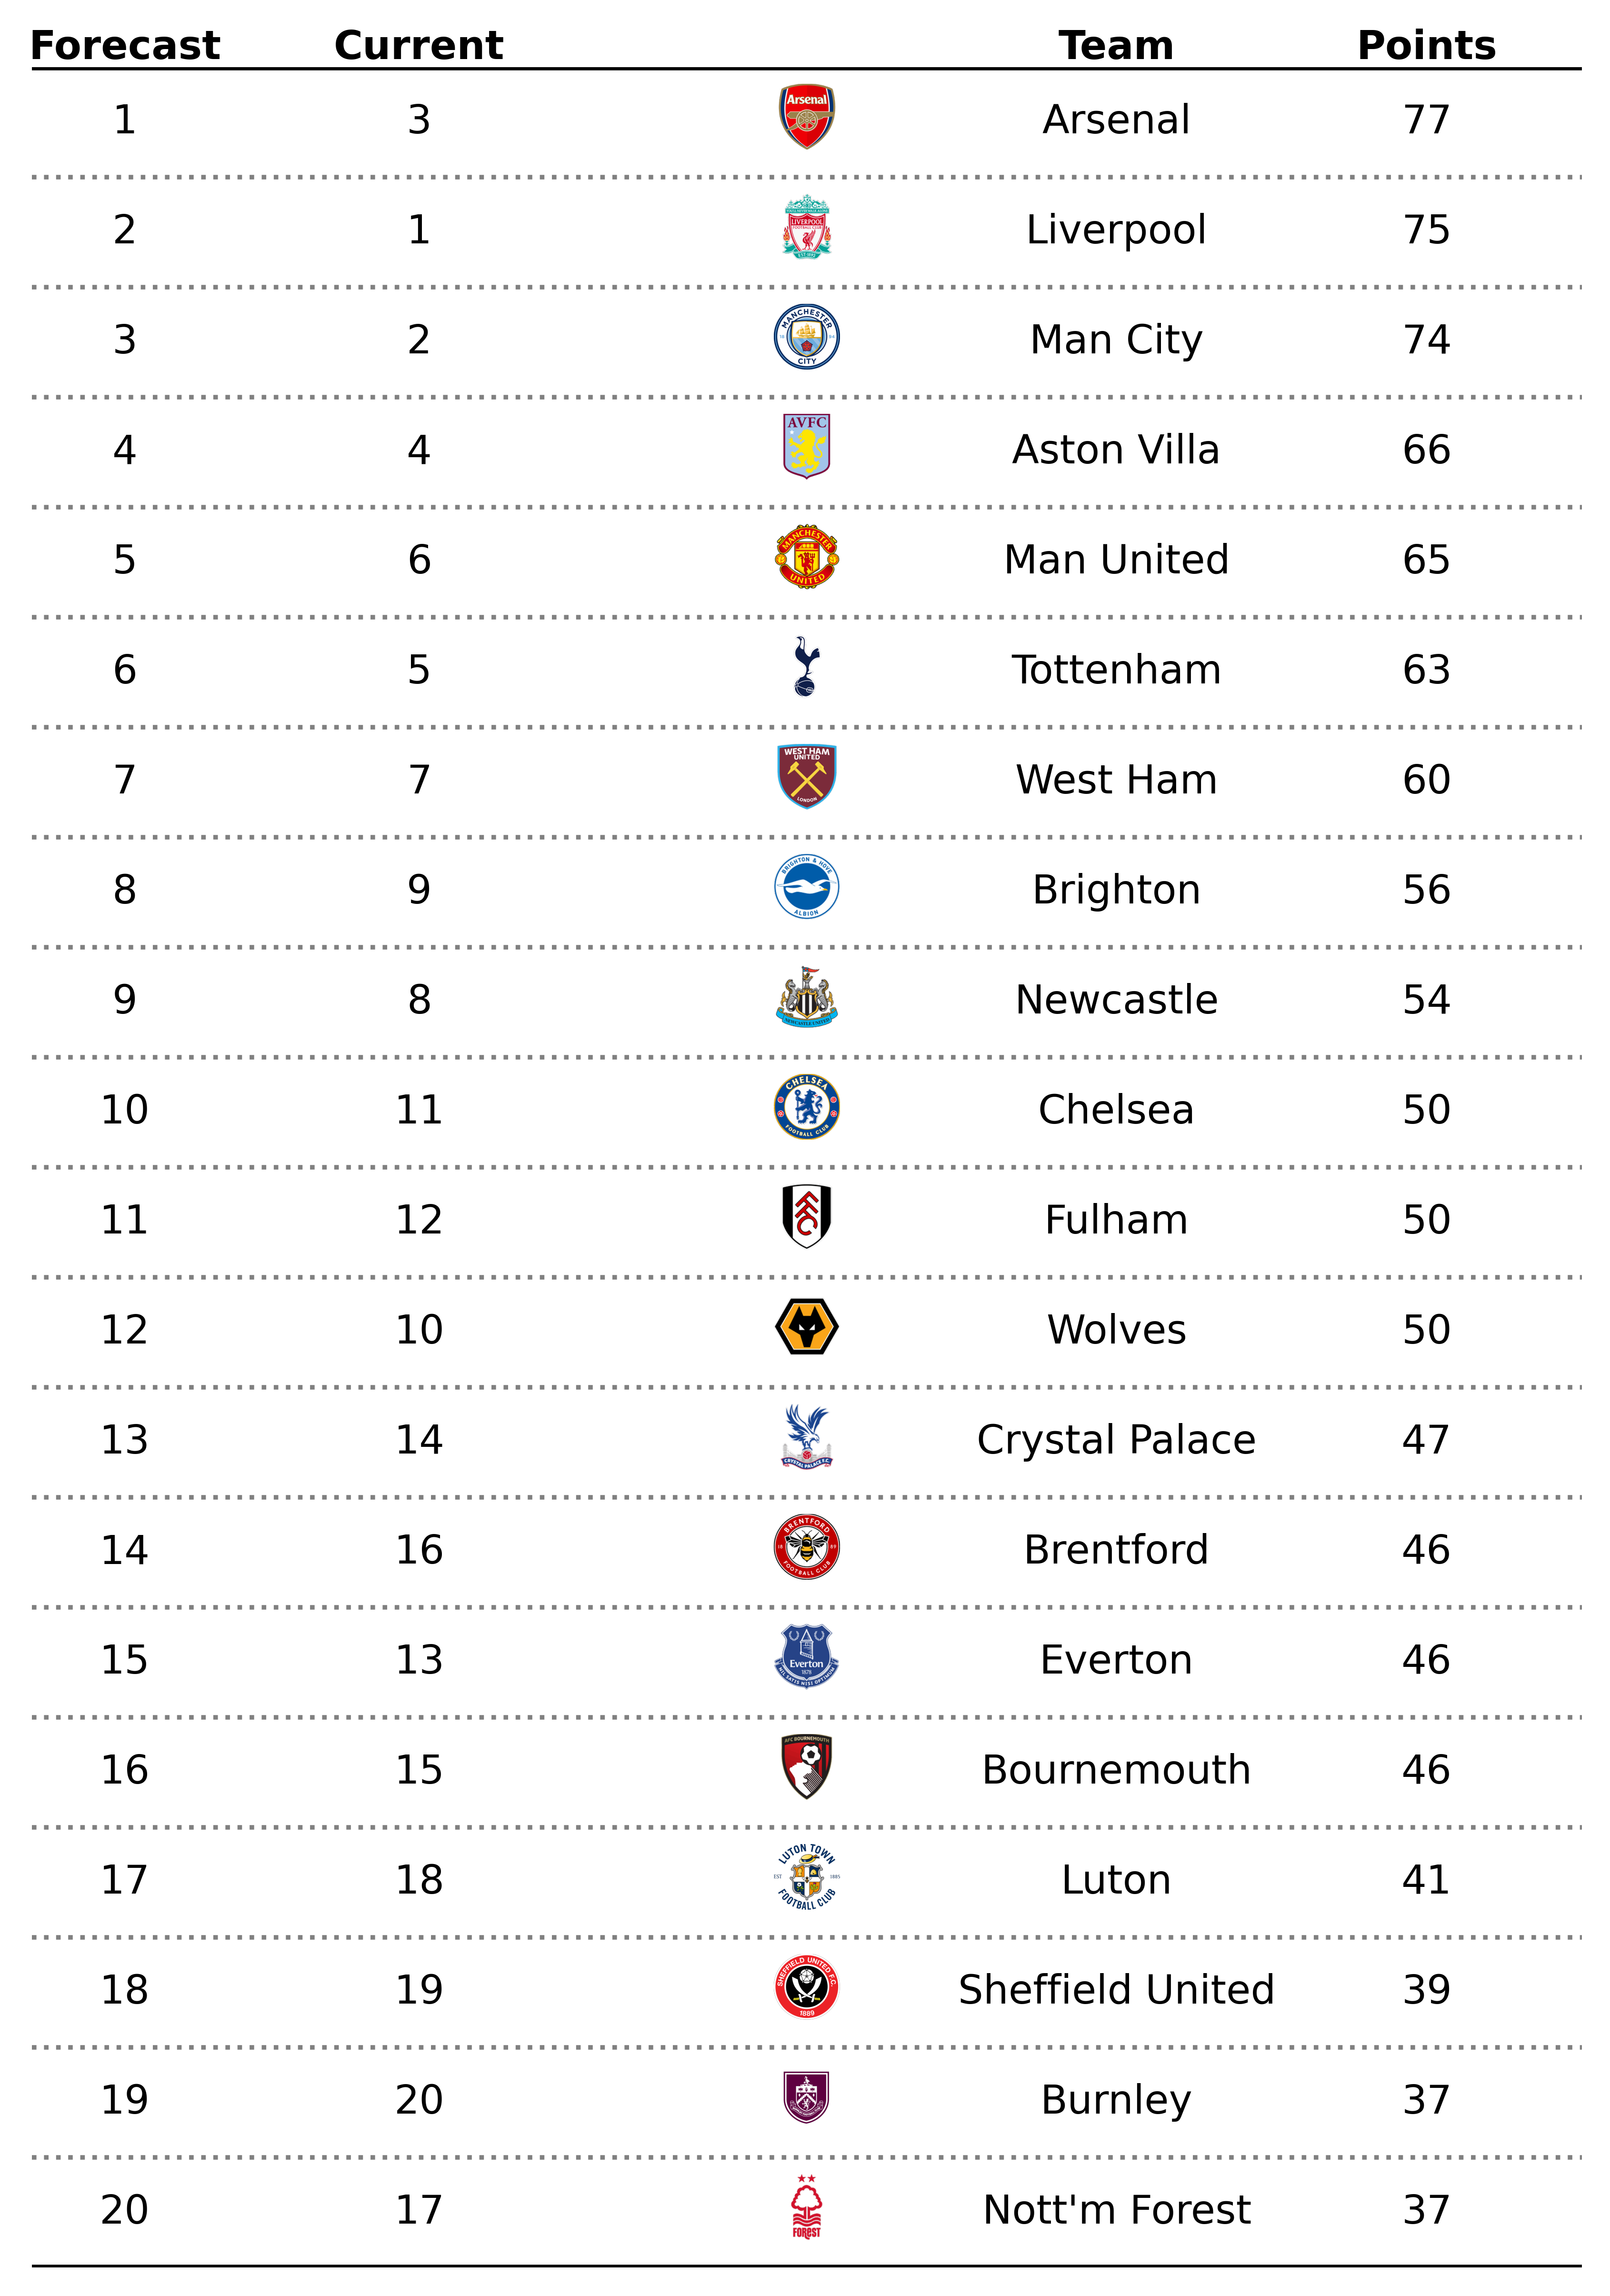 Forecast Current Team Points
1 3 Arsenal Arsenal 77
2 1 LIVERPOOL FOOTBALL CLUB EST 1892 Liverpool 75
3 2 MANCHESTER CITY Man City 74
4 4 AVFC Aston Villa 66
5 6 MANCHESTER UNITED Man United 65
6 5 Tottenham 63
7 7 WEST HAM UNITED LONDON West Ham 60
8 9 BRIGHTON & HOVE ALBION Brighton 56
9 8 NEWCASTLE UNITED Newcastle 54
10 11 CHELSEA FOOTBALL CLUB Chelsea 50
11 12 FFC Fulham 50
12 10 Wolves 50
13 14 CRYSTAL PALACE F.C. Crystal Palace 47
14 16 BRENTFORD 18 89 FOOTBALL CLUB Brentford 46
15 13 Everton 1878 NIL SATIS NISI OPTIMUM Everton 46
16 15 AFC BOURNEMOUTH Bournemouth 46
17 18 LUTON TOWN EST 1885 FOOTBALL CLUB Luton 41
18 19 SHEFFIELD UNITED F.C. 1889 Sheffield United 39
19 20 Burnley 37
20 17 FOREST Nott'm Forest 37